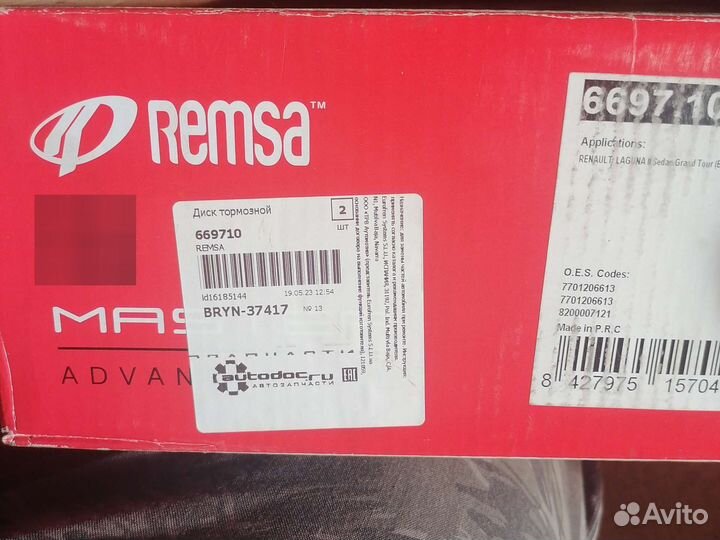 Remsa™
Диск тормозной
2
шт
669710
REMSA
Id16185144
19.05.23 12:54
BRYN-37417
№ 13
autodoc.ru
АВТОЗАПЧАСТИ
EAC
MAS
ADVAN
6697.10
Applications:
RENAULT: LAGUNA II Sedan Grand Tour
O.E.S. Codes:
7701206613
7701206613
8200007121
Made in P.R.C
8 427975 15704
Avito